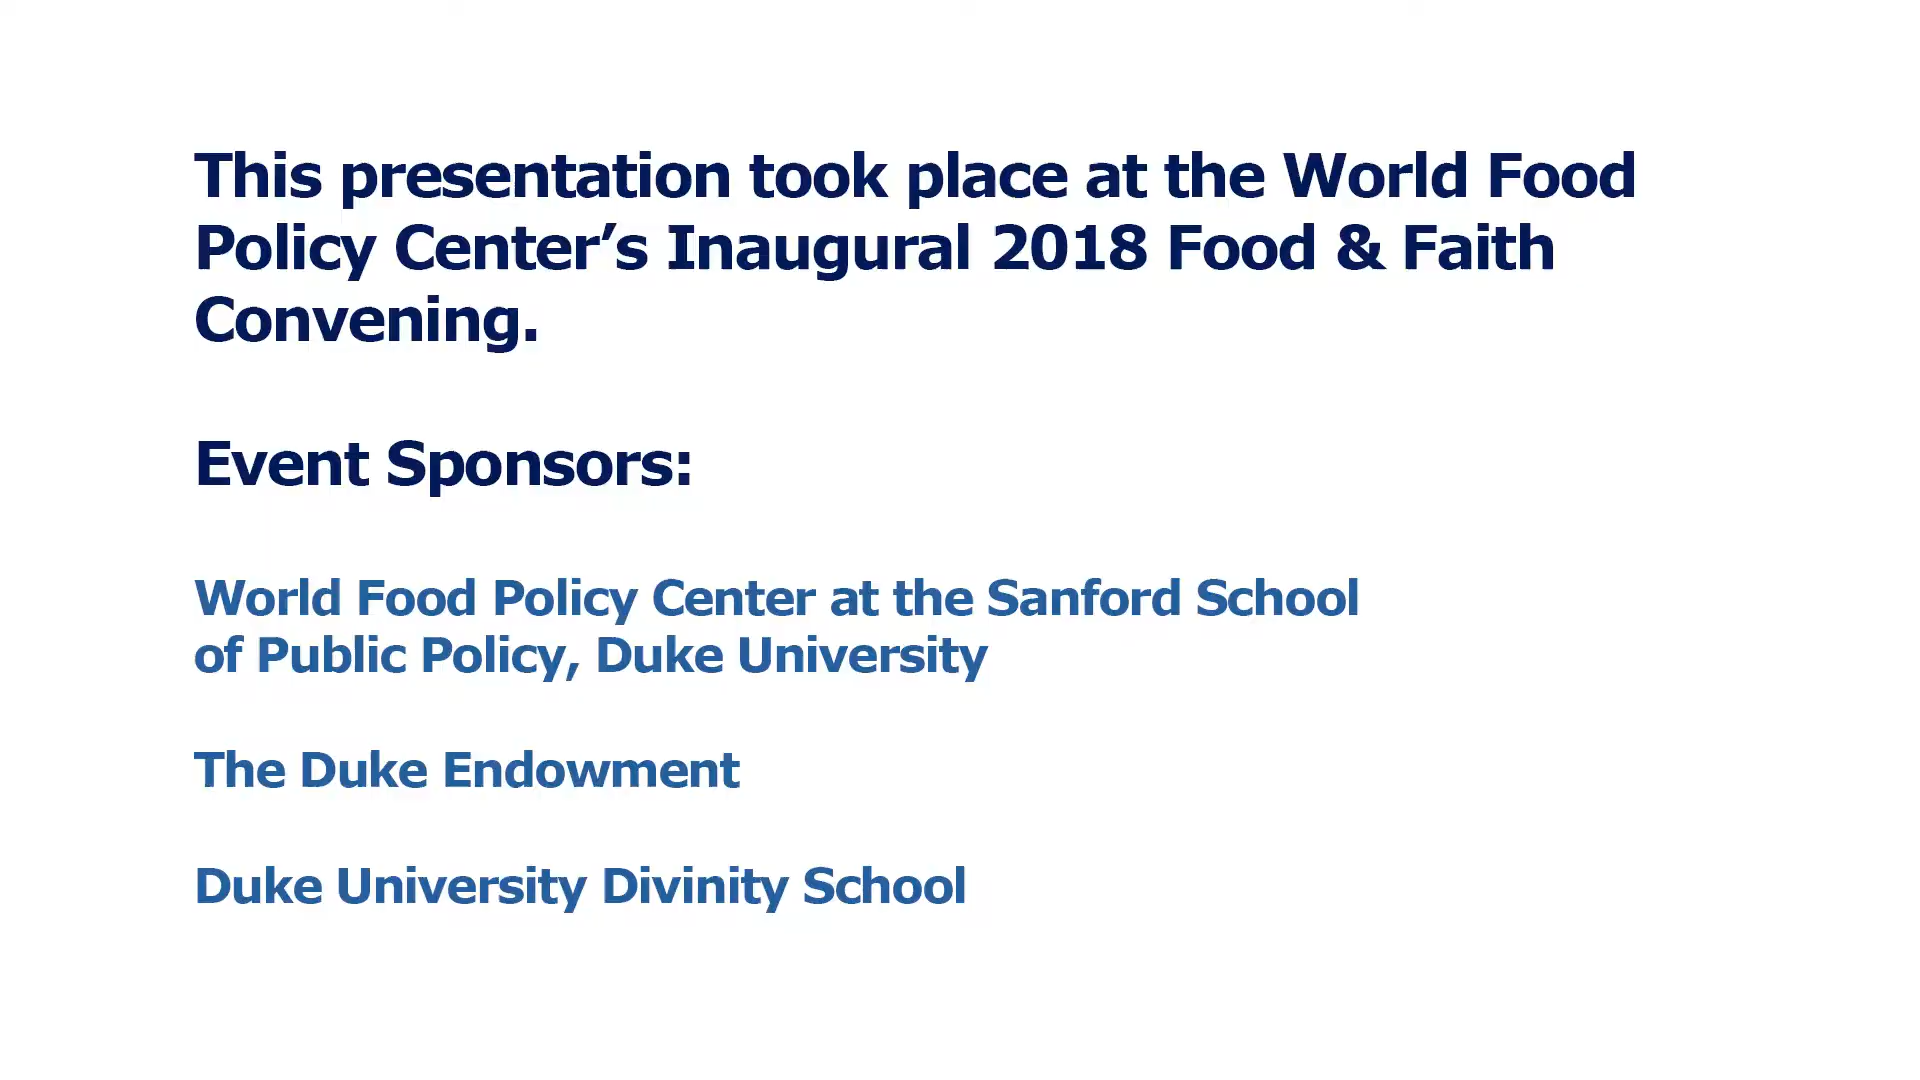 This presentation took place at the World Food
Policy Center’s Inaugural 2018 Food & Faith
Convening.
Event Sponsors:
World Food Policy Center at the Sanford School
of Public Policy, Duke University
The Duke Endowment
Duke University Divinity School